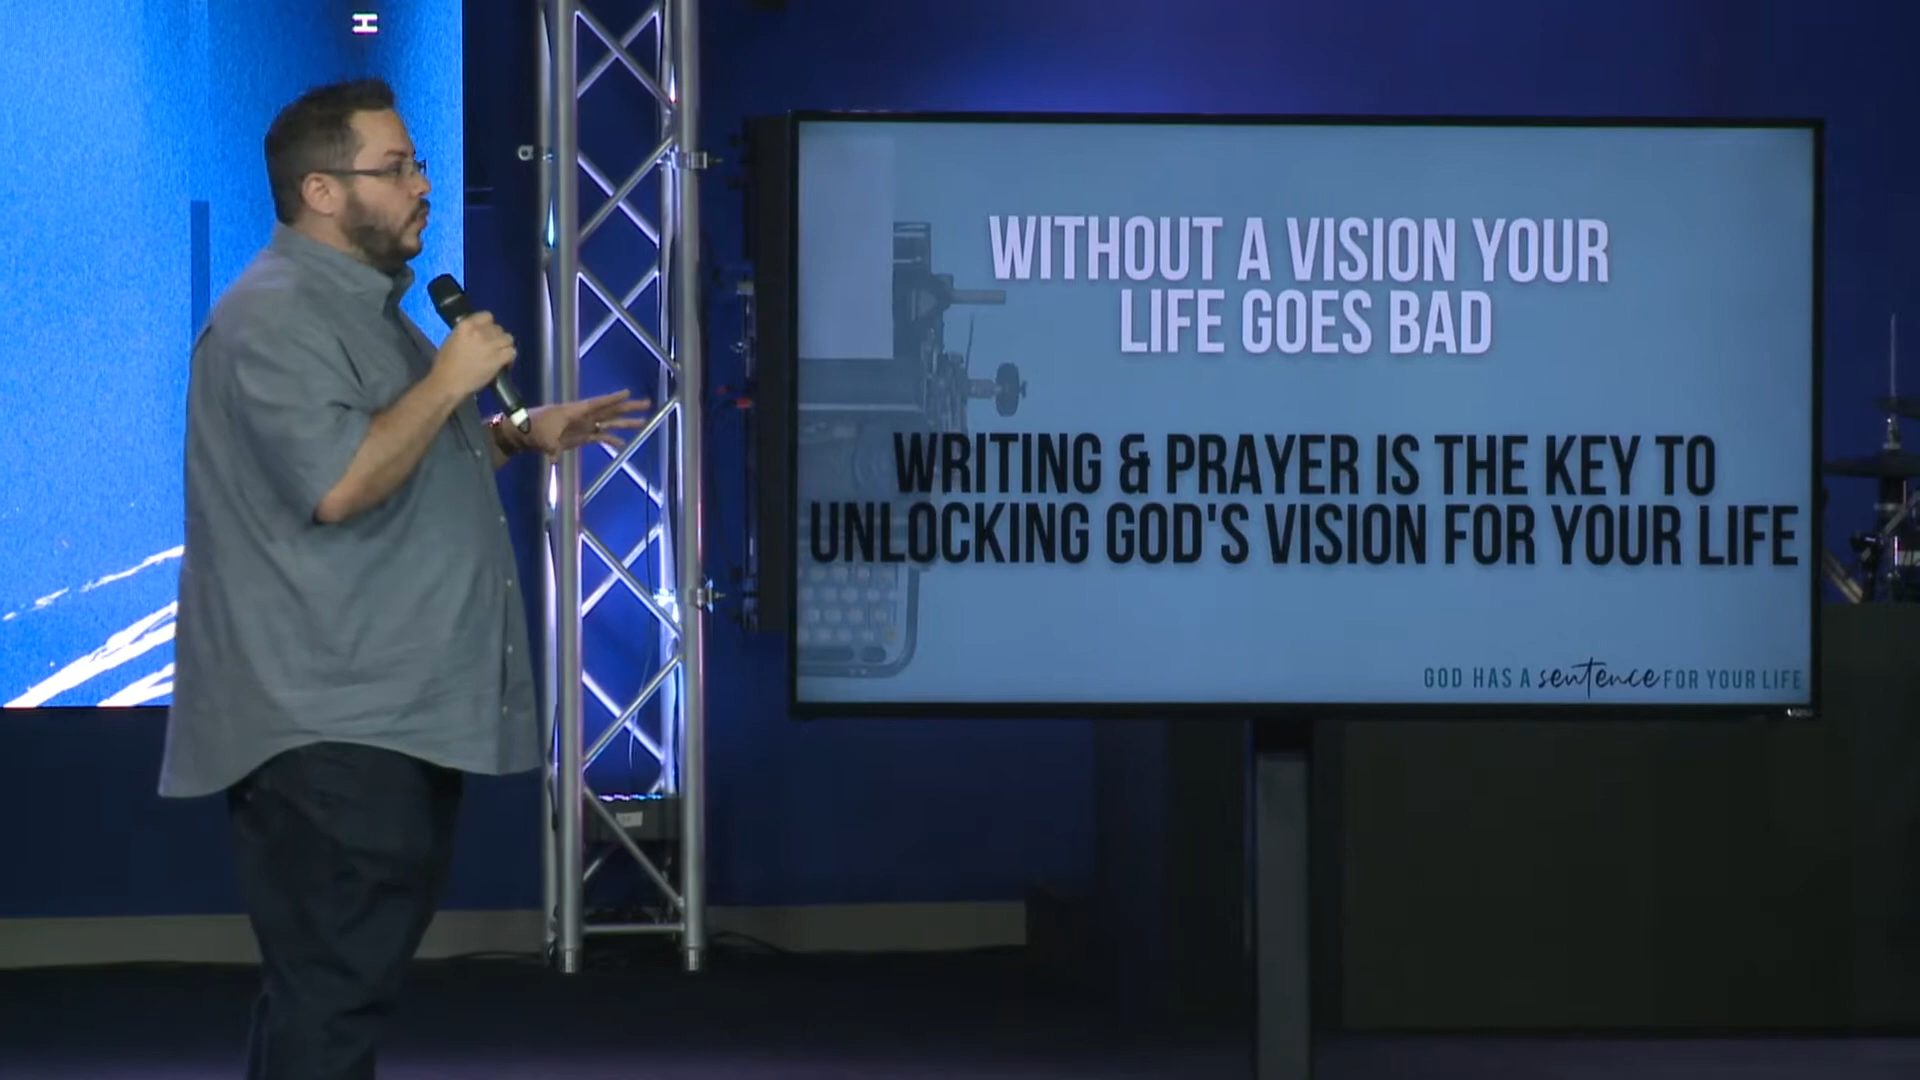 H
WITHOUT A VISION YOUR
LIFE GOES BAD
WRITING & PRAYER IS THE KEY TO
UNLOCKING GOD'S VISION FOR YOUR LIFE
GOD HAS A sentence FOR YOUR LIFE